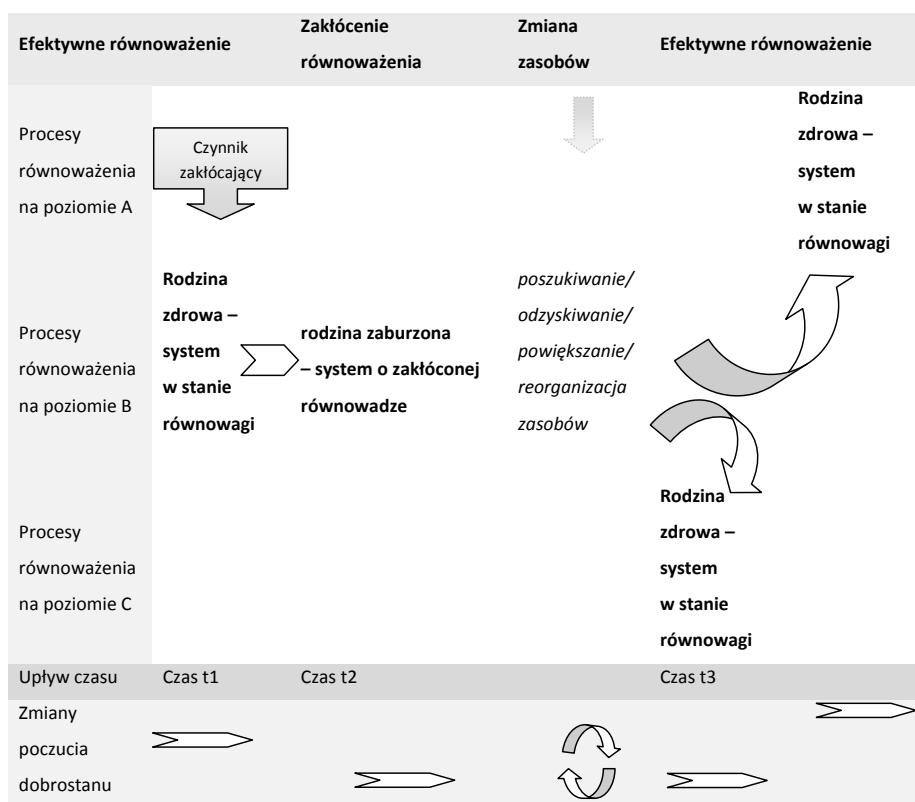 Efektywne równoważenie
Zakłócenie
równoważenia
Zmiana
zasobów
Efektywne równoważenie
Procesy
równoważenia
na poziomie A
Czynnik
zakłócający
Rodzina
zdrowa –
system
w stanie
równowagi
Procesy
równoważenia
na poziomie B
Rodzina
zdrowa –
system
w stanie
równowagi
rodzina zaburzona
– system o zakłóconej
równowadze
poszukiwanie/
odzyskiwanie/
powiększanie/
reorganizacja
zasobów
Procesy
równoważenia
na poziomie C
Rodzina
zdrowa –
system
w stanie
równowagi
Upływ czasu
Czas t1
Czas t2
Czas t3
Zmiany
poczucia
dobrostanu